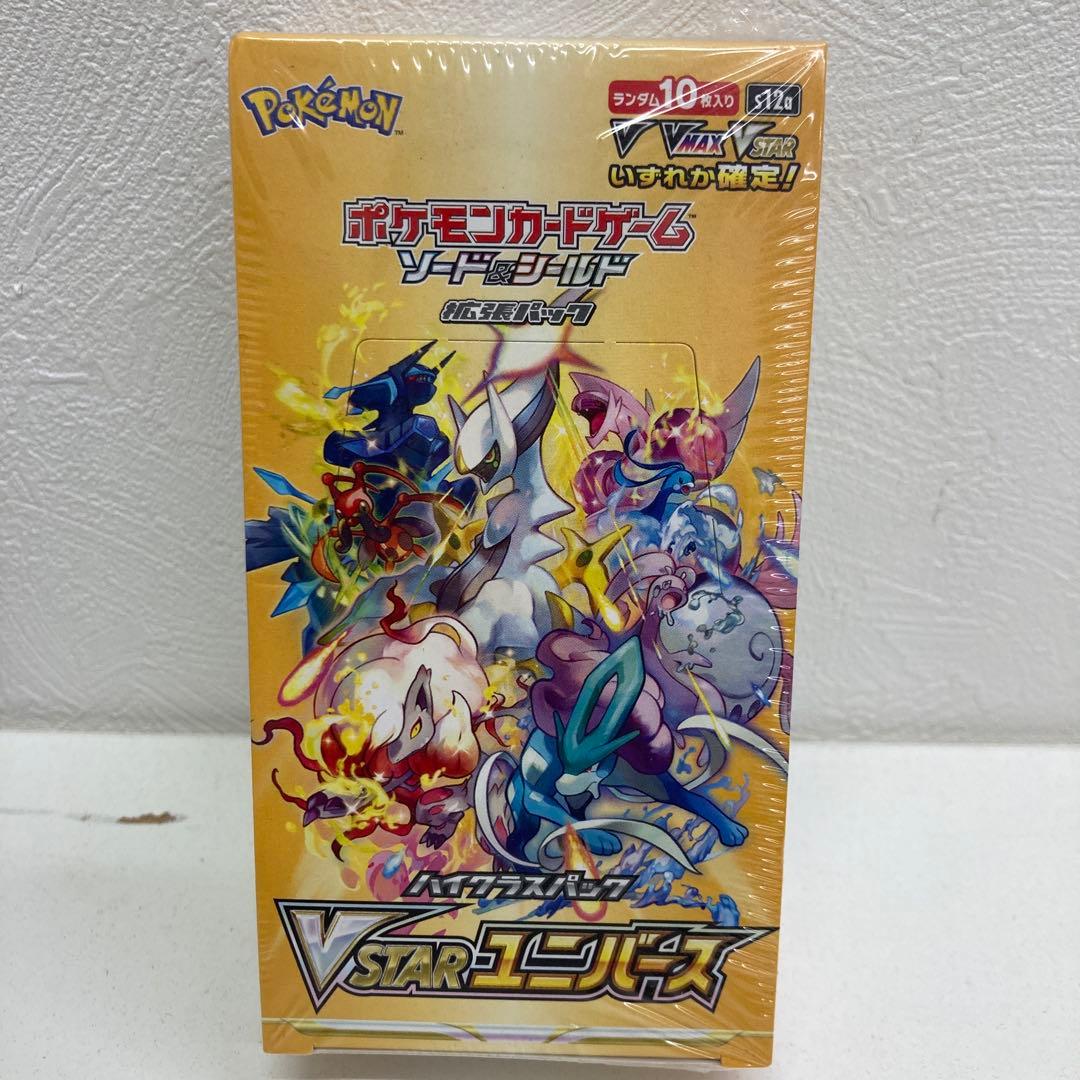 Pokémon™
ランダム10枚入り s12a
V VMAX VSTAR
いずれか確定!
ポケモンカードゲーム™
ソード&シールド
拡張パック
ハイクラスパック
VSTARユニバース